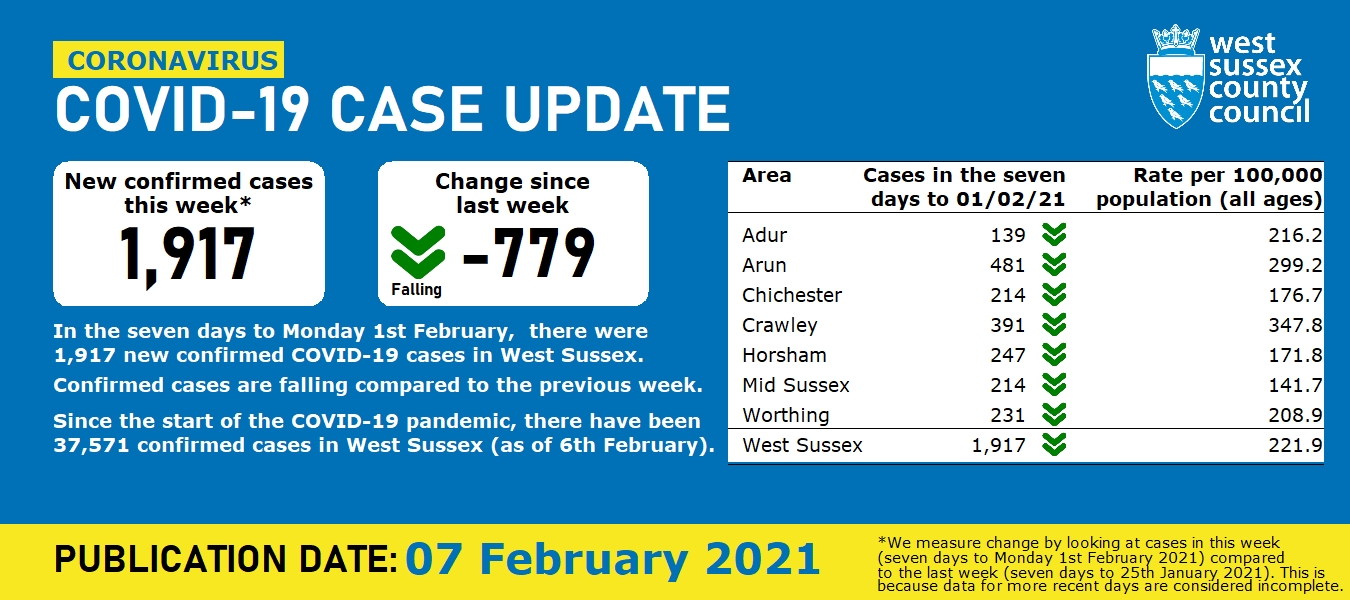 CORONAVIRUS
COVID-19 CASE UPDATE
west
sussex
county
council
New confirmed cases
this week*
1,917
Change since
last week
-779
Falling
In the seven days to Monday 1st February, there were
1,917 new confirmed COVID-19 cases in West Sussex.
Confirmed cases are falling compared to the previous week.
Since the start of the COVID-19 pandemic, there have been
37,571 confirmed cases in West Sussex (as of 6th February).
Area Cases in the seven days to 01/02/21 Rate per 100,000 population (all ages)
Adur 139 216.2
Arun 481 299.2
Chichester 214 176.7
Crawley 391 347.8
Horsham 247 171.8
Mid Sussex 214 141.7
Worthing 231 208.9
West Sussex 1,917 221.9
PUBLICATION DATE: 07 February 2021
*We measure change by looking at cases in this week
(seven days to Monday 1st February 2021) compared
to the last week (seven days to 25th January 2021). This is
because data for more recent days are considered incomplete.